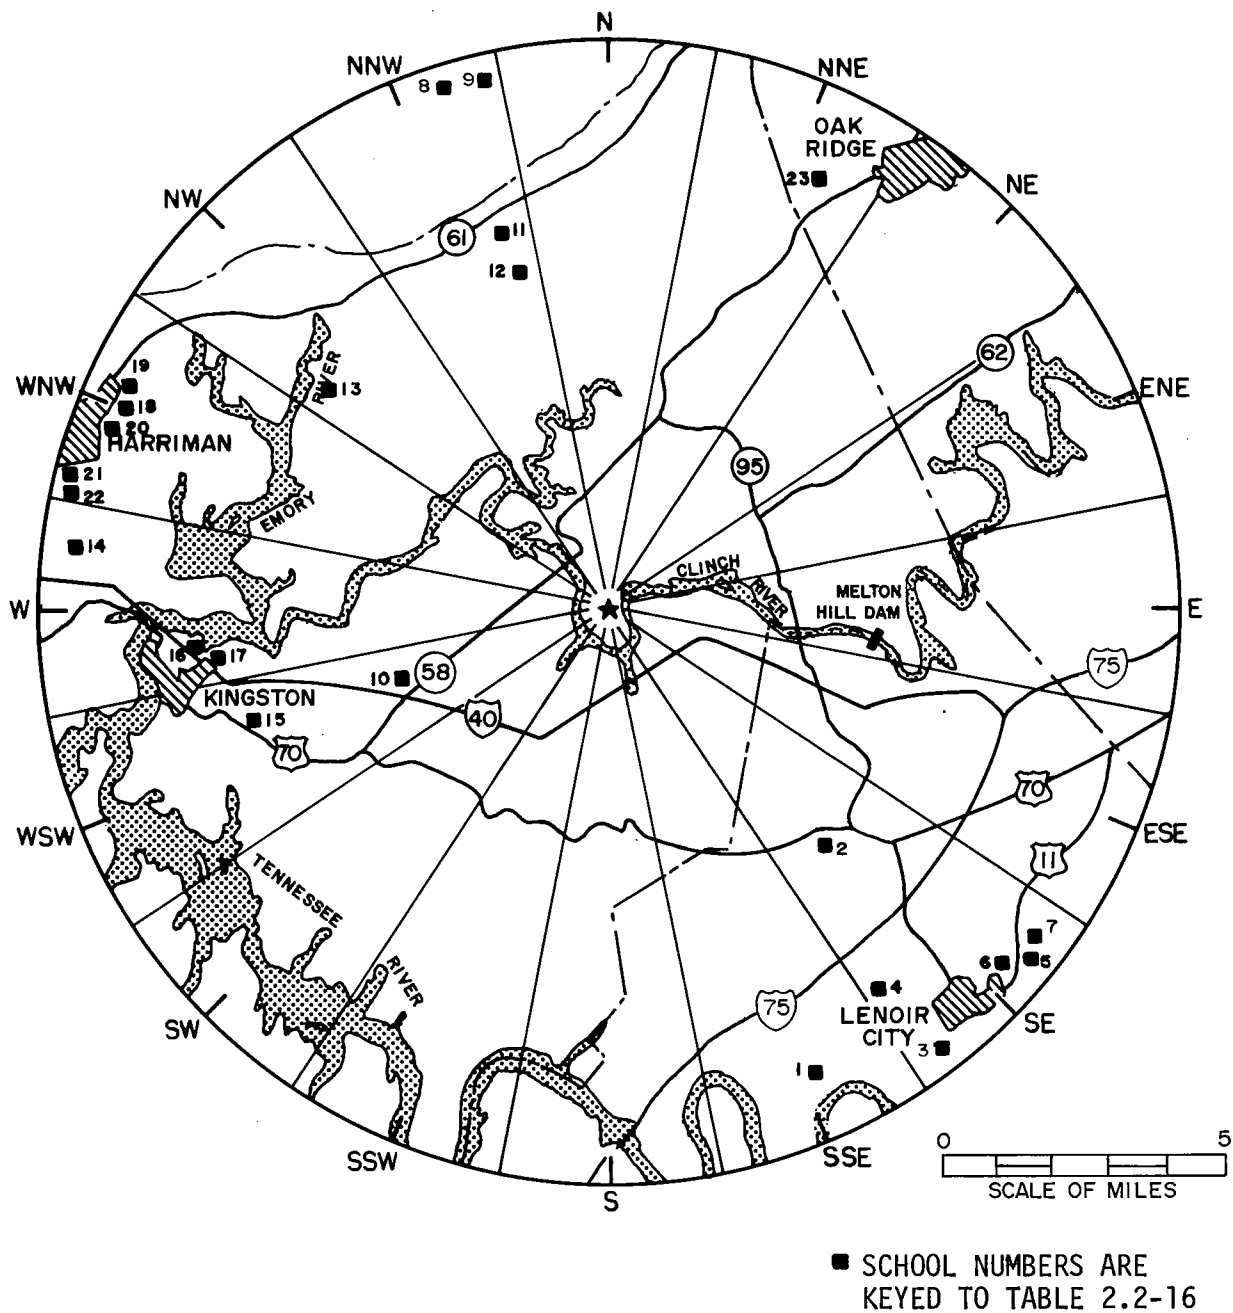 N
NNW
8
9
NNE
OAK
RIDGE
23
NE
NW
61
11
12
62
WNW
19
18
20
HARRIMAN
21
22
RIVER
13
ENE
95
EMORY
14
CLINCH
RIVER
MELTON
HILL DAM
W
E
16
17
KINGSTON
10
58
75
15
40
70
70
WSW
ESE
2
11
TENNESSEE
RIVER
7
6
5
4
SW
75
LENOIR
CITY
SE
3
1
SSW
SSE
S
0 5
SCALE OF MILES
SCHOOL NUMBERS ARE
KEYED TO TABLE 2.2-16